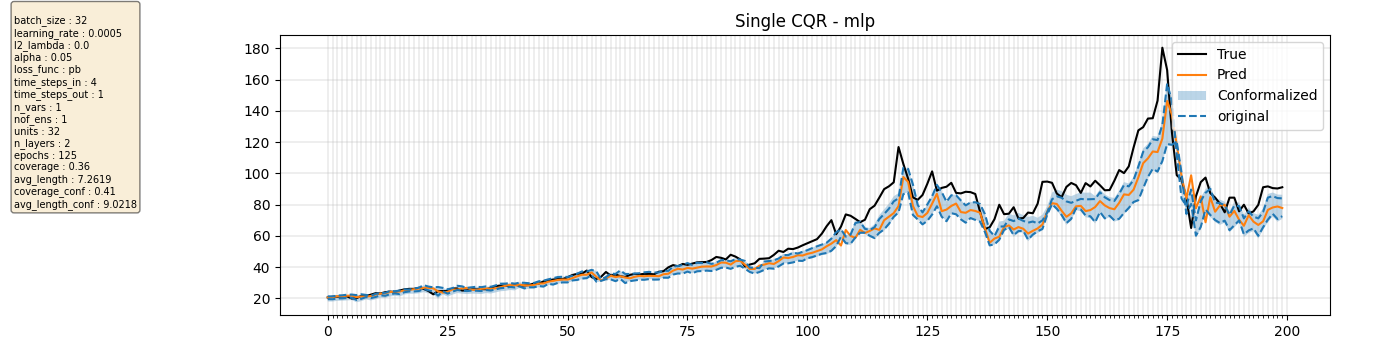 batch_size : 32
learning_rate : 0.0005
l2_lambda : 0.0
alpha : 0.05
loss_func : pb
time_steps_in : 4
time_steps_out : 1
n_vars : 1
nof_ens : 1
units : 32
n_layers : 2
epochs : 125
coverage : 0.36
avg_length : 7.2619
coverage_conf : 0.41
avg_length_conf : 9.0218
Single CQR - mlp
180
160
140
120
100
80
60
40
20
True
Pred
Conformalized
original
0 25 50 75 100 125 150 175 200